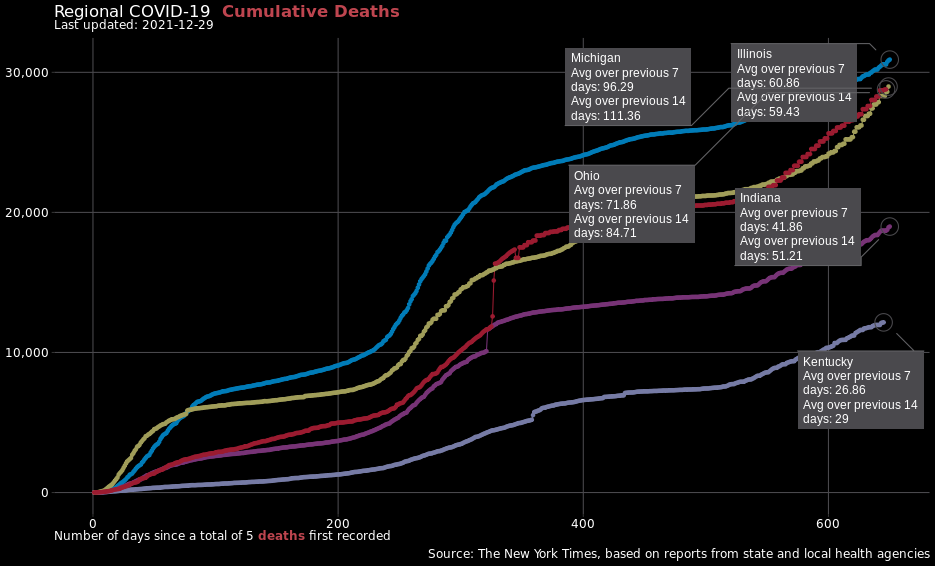 Regional COVID-19 Cumulative Deaths
Last updated: 2021-12-29
30,000
20,000
10,000
0
Michigan
Avg over previous 7
days: 96.29
Avg over previous 14
days: 111.36
Illinois
Avg over previous 7
days: 60.86
Avg over previous 14
days: 59.43
Ohio
Avg over previous 7
days: 71.86
Avg over previous 14
days: 84.71
Indiana
Avg over previous 7
days: 41.86
Avg over previous 14
days: 51.21
Kentucky
Avg over previous 7
days: 26.86
Avg over previous 14
days: 29
0
200
400
600
Number of days since a total of 5 deaths first recorded
Source: The New York Times, based on reports from state and local health agencies